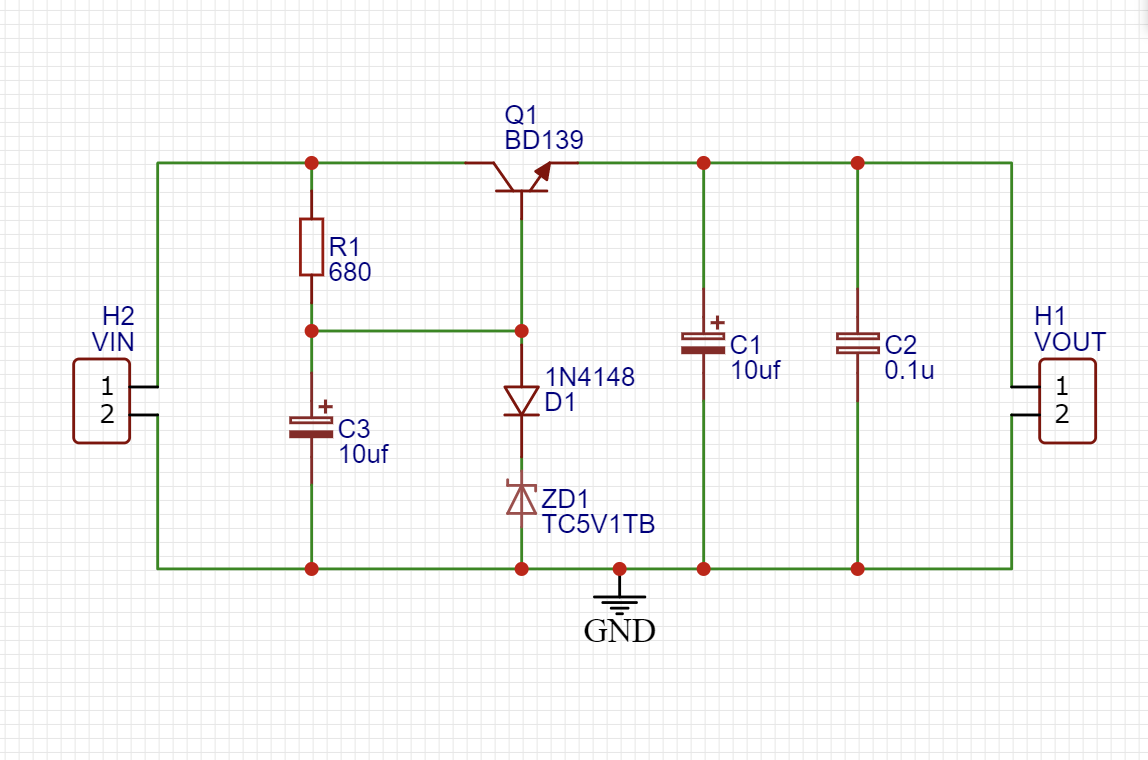 Q1
BD139
R1
680
H2
VIN
1
2
H1
VOUT
1
2
+
C1
10uf
C2
0.1u
1N4148
D1
+
C3
10uf
ZD1
TC5V1TB
GND